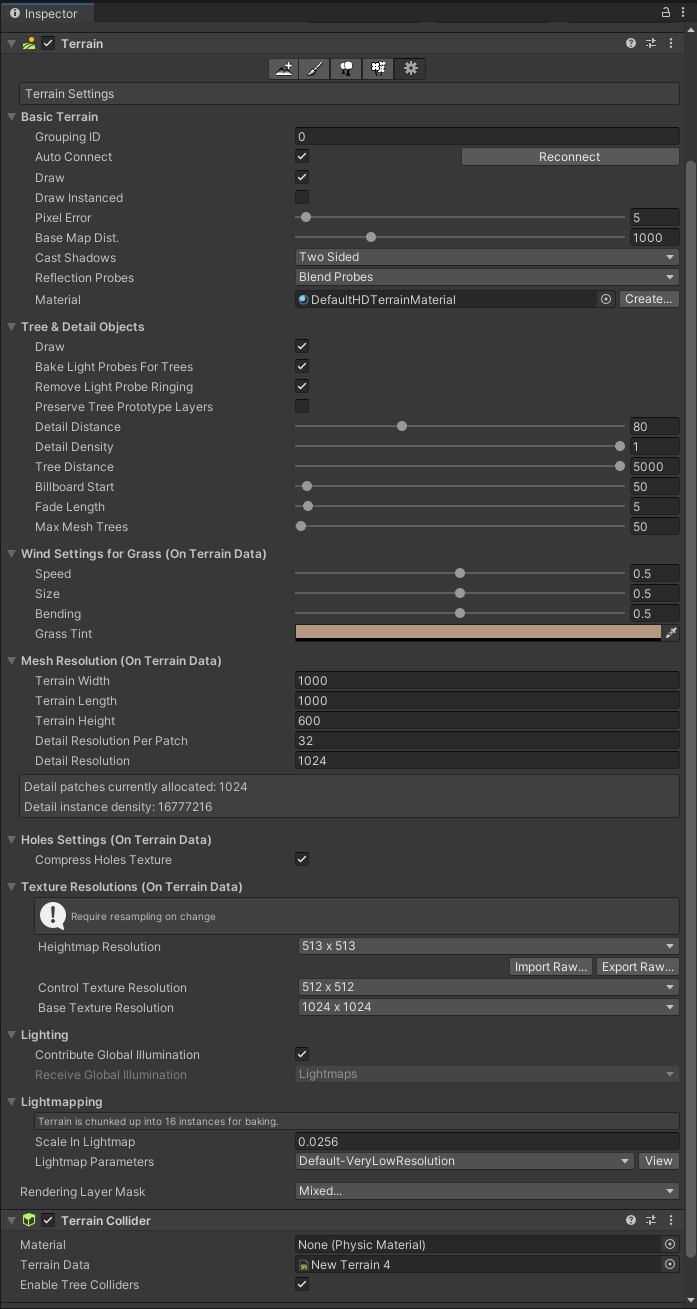 Inspector
Terrain
Terrain Settings
Basic Terrain
Grouping ID 0
Auto Connect Reconnect
Draw
Draw Instanced
Pixel Error 5
Base Map Dist. 1000
Cast Shadows Two Sided
Reflection Probes Blend Probes
Material DefaultHDTerrainMaterial Create...
Tree & Detail Objects
Draw
Bake Light Probes For Trees
Remove Light Probe Ringing
Preserve Tree Prototype Layers
Detail Distance 80
Detail Density 1
Tree Distance 5000
Billboard Start 50
Fade Length 5
Max Mesh Trees 50
Wind Settings for Grass (On Terrain Data)
Speed 0.5
Size 0.5
Bending 0.5
Grass Tint
Mesh Resolution (On Terrain Data)
Terrain Width 1000
Terrain Length 1000
Terrain Height 600
Detail Resolution Per Patch 32
Detail Resolution 1024
Detail patches currently allocated: 1024
Detail instance density: 16777216
Holes Settings (On Terrain Data)
Compress Holes Texture
Texture Resolutions (On Terrain Data)
Require resampling on change
Heightmap Resolution 513 x 513
Import Raw... Export Raw...
Control Texture Resolution 512 x 512
Base Texture Resolution 1024 x 1024
Lighting
Contribute Global Illumination
Receive Global Illumination Lightmaps
Lightmapping
Terrain is chunked up into 16 instances for baking.
Scale In Lightmap 0.0256
Lightmap Parameters Default-VeryLowResolution View
Rendering Layer Mask Mixed...
Terrain Collider
Material None (Physic Material)
Terrain Data New Terrain 4
Enable Tree Colliders